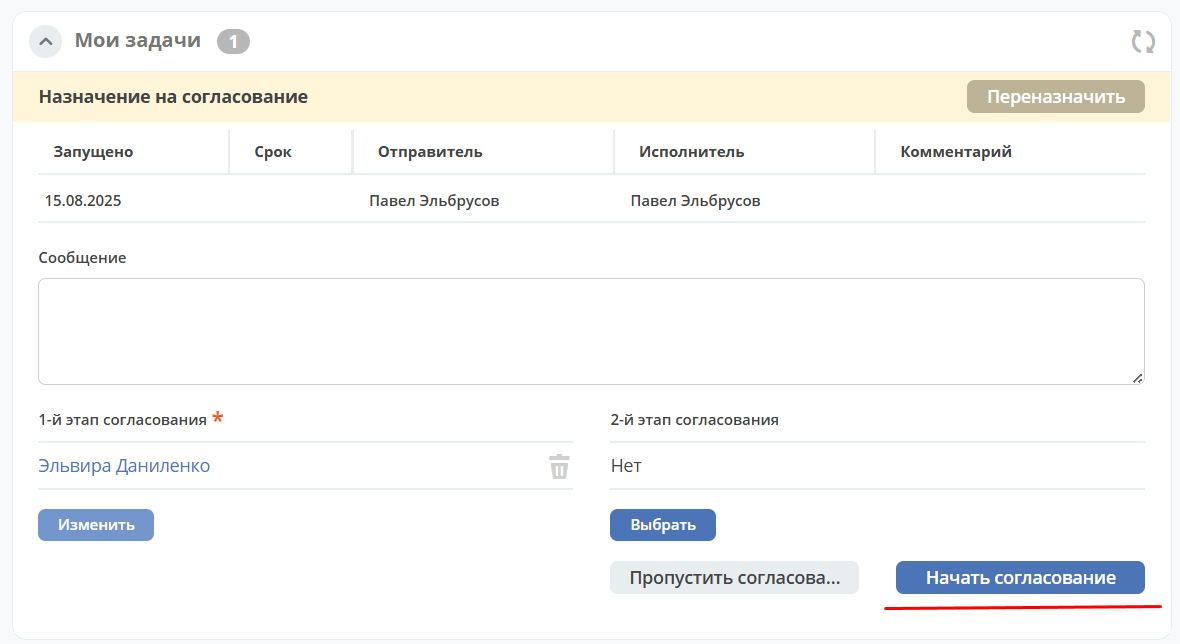 Мои задачи 1
Назначение на согласование Переназначить
Запущено Срок Отправитель Исполнитель Комментарий
15.08.2025 Павел Эльбрусов Павел Эльбрусов
Сообщение
1-й этап согласования * 2-й этап согласования
Эльвира Даниленко Нет
Изменить Выбрать
Пропустить согласова... Начать согласование